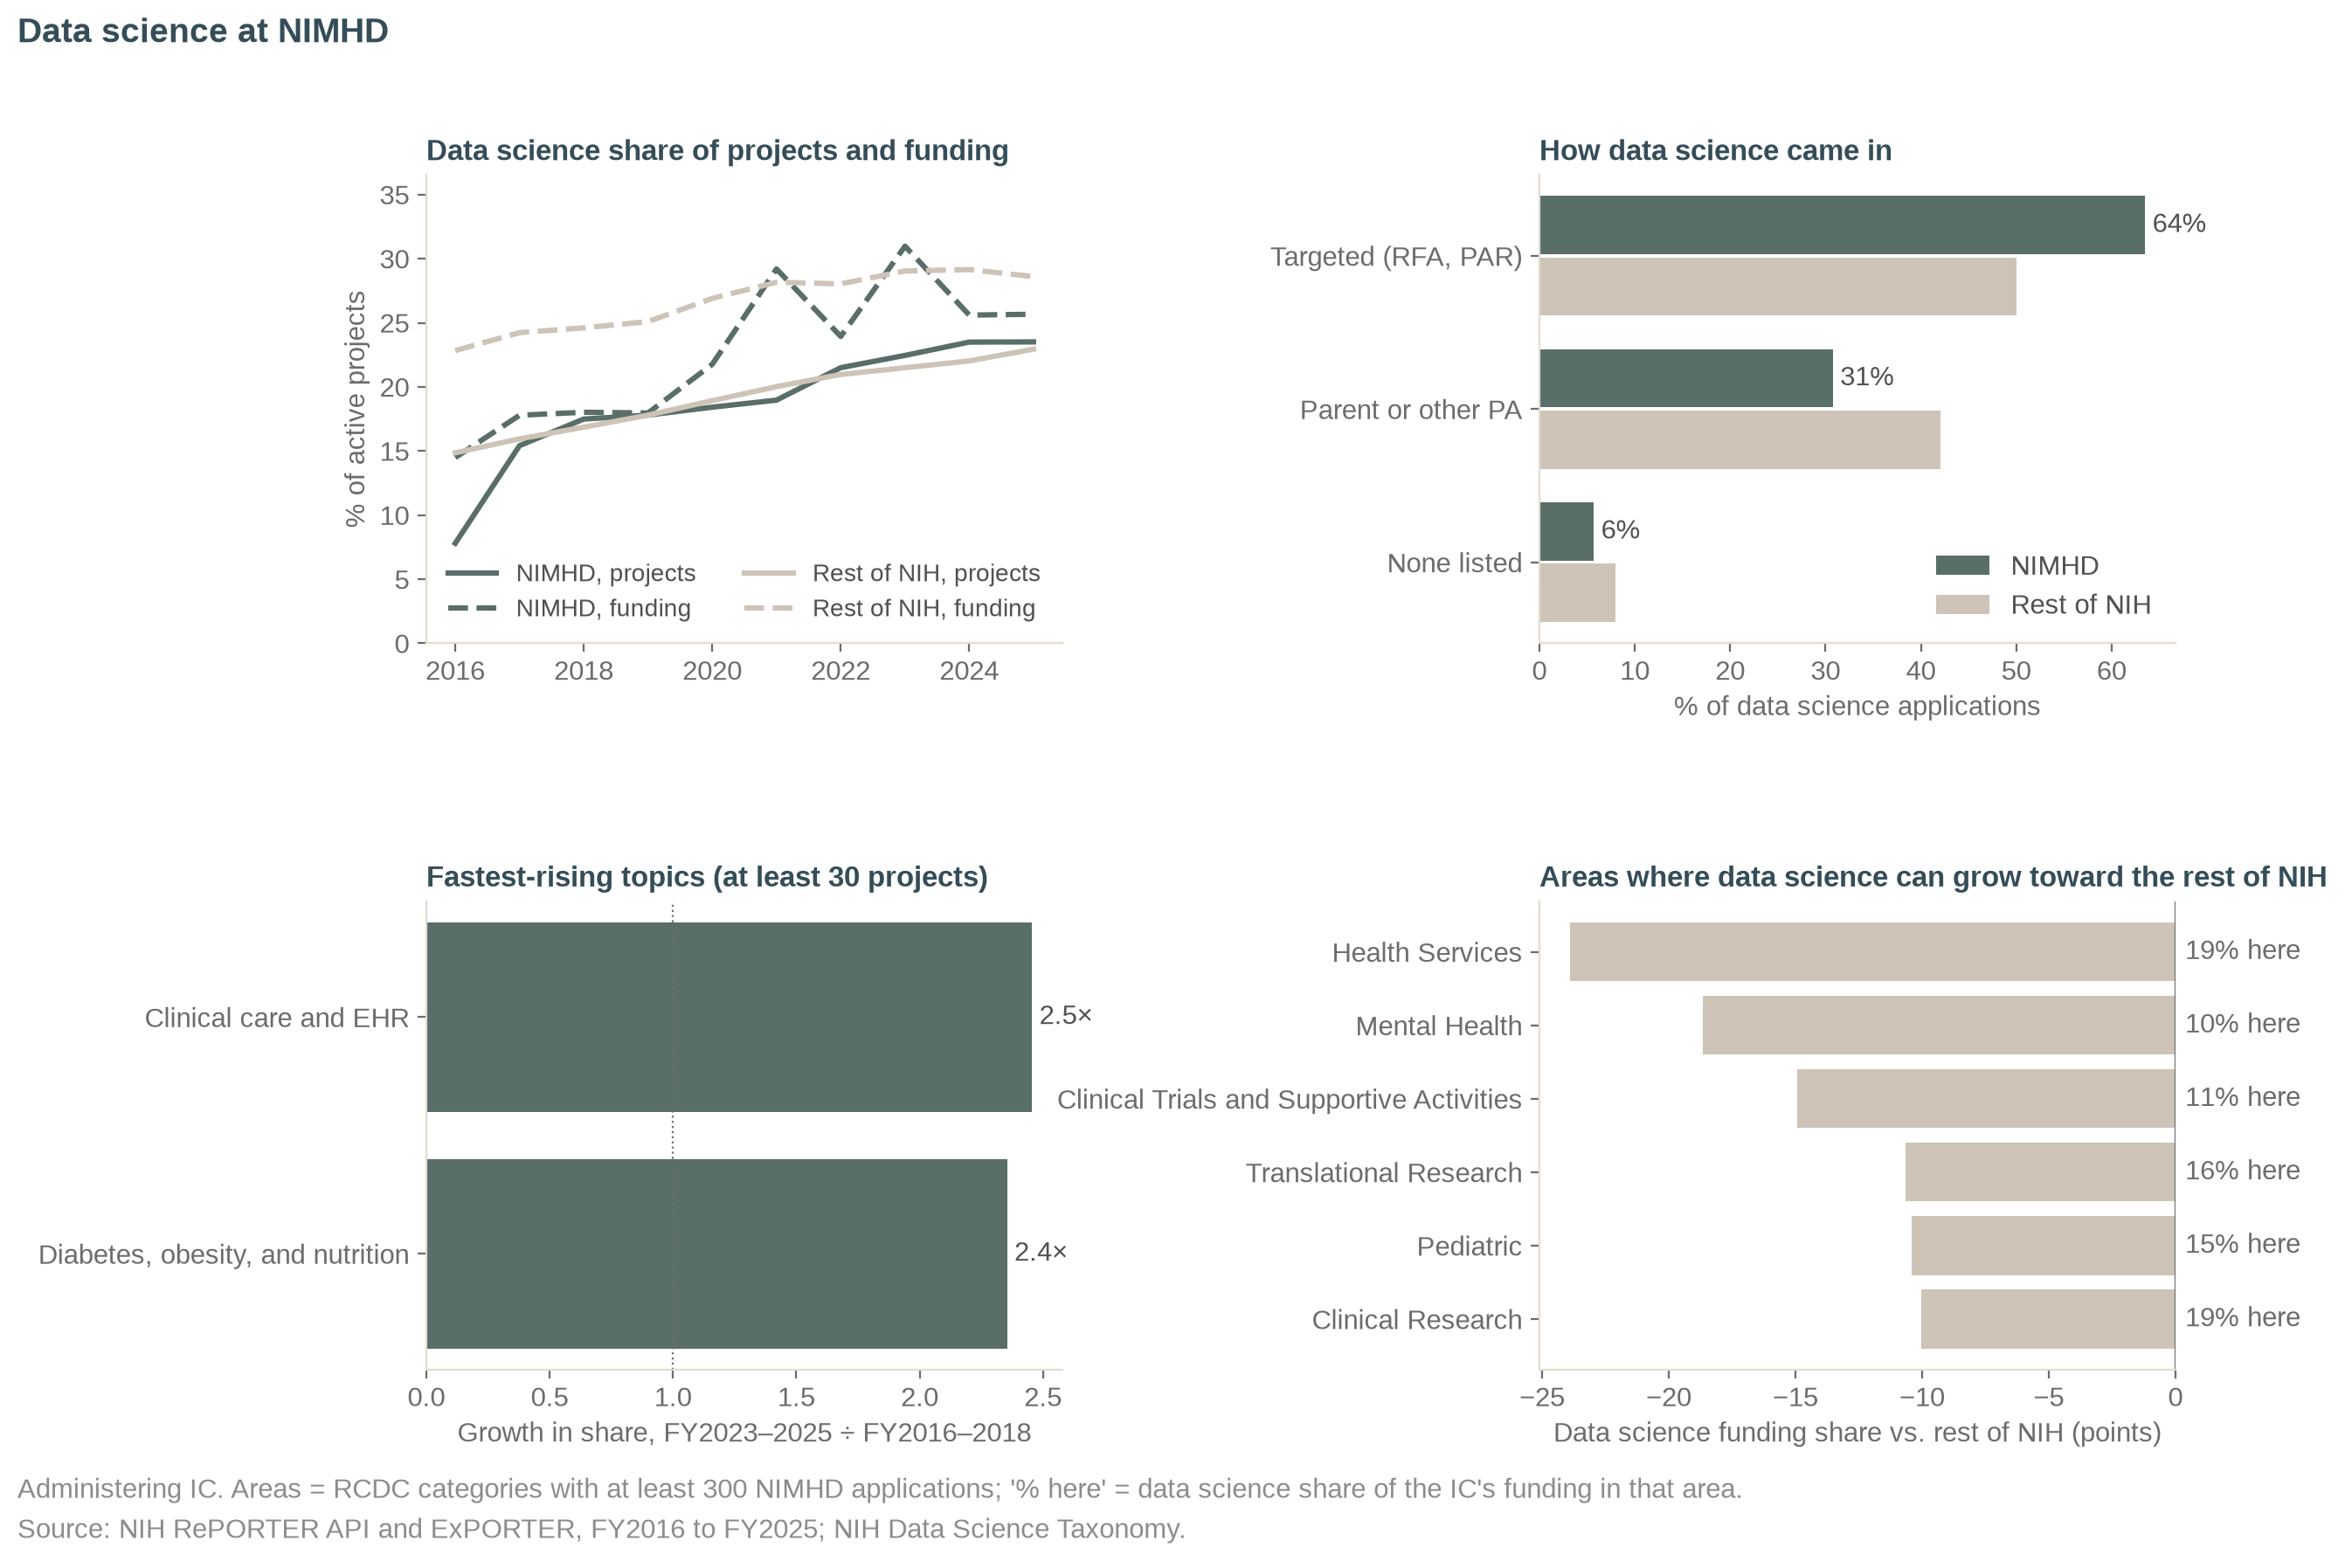 Data science at NIMHD
Data science share of projects and funding
% of active projects
35
30
25
20
15
10
5
0
2016 2018 2020 2022 2024
NIMHD, projects
NIMHD, funding
Rest of NIH, projects
Rest of NIH, funding
How data science came in
Targeted (RFA, PAR)
Parent or other PA
None listed
64%
31%
6%
NIMHD
Rest of NIH
0 10 20 30 40 50 60
% of data science applications
Fastest-rising topics (at least 30 projects)
Clinical care and EHR
2.5×
Diabetes, obesity, and nutrition
2.4×
0.0 0.5 1.0 1.5 2.0 2.5
Growth in share, FY2023–2025 ÷ FY2016–2018
Areas where data science can grow toward the rest of NIH
Health Services 19% here
Mental Health 10% here
Clinical Trials and Supportive Activities 11% here
Translational Research 16% here
Pediatric 15% here
Clinical Research 19% here
−25 −20 −15 −10 −5 0
Data science funding share vs. rest of NIH (points)
Administering IC. Areas = RCDC categories with at least 300 NIMHD applications; '% here' = data science share of the IC's funding in that area.
Source: NIH RePORTER API and ExPORTER, FY2016 to FY2025; NIH Data Science Taxonomy.